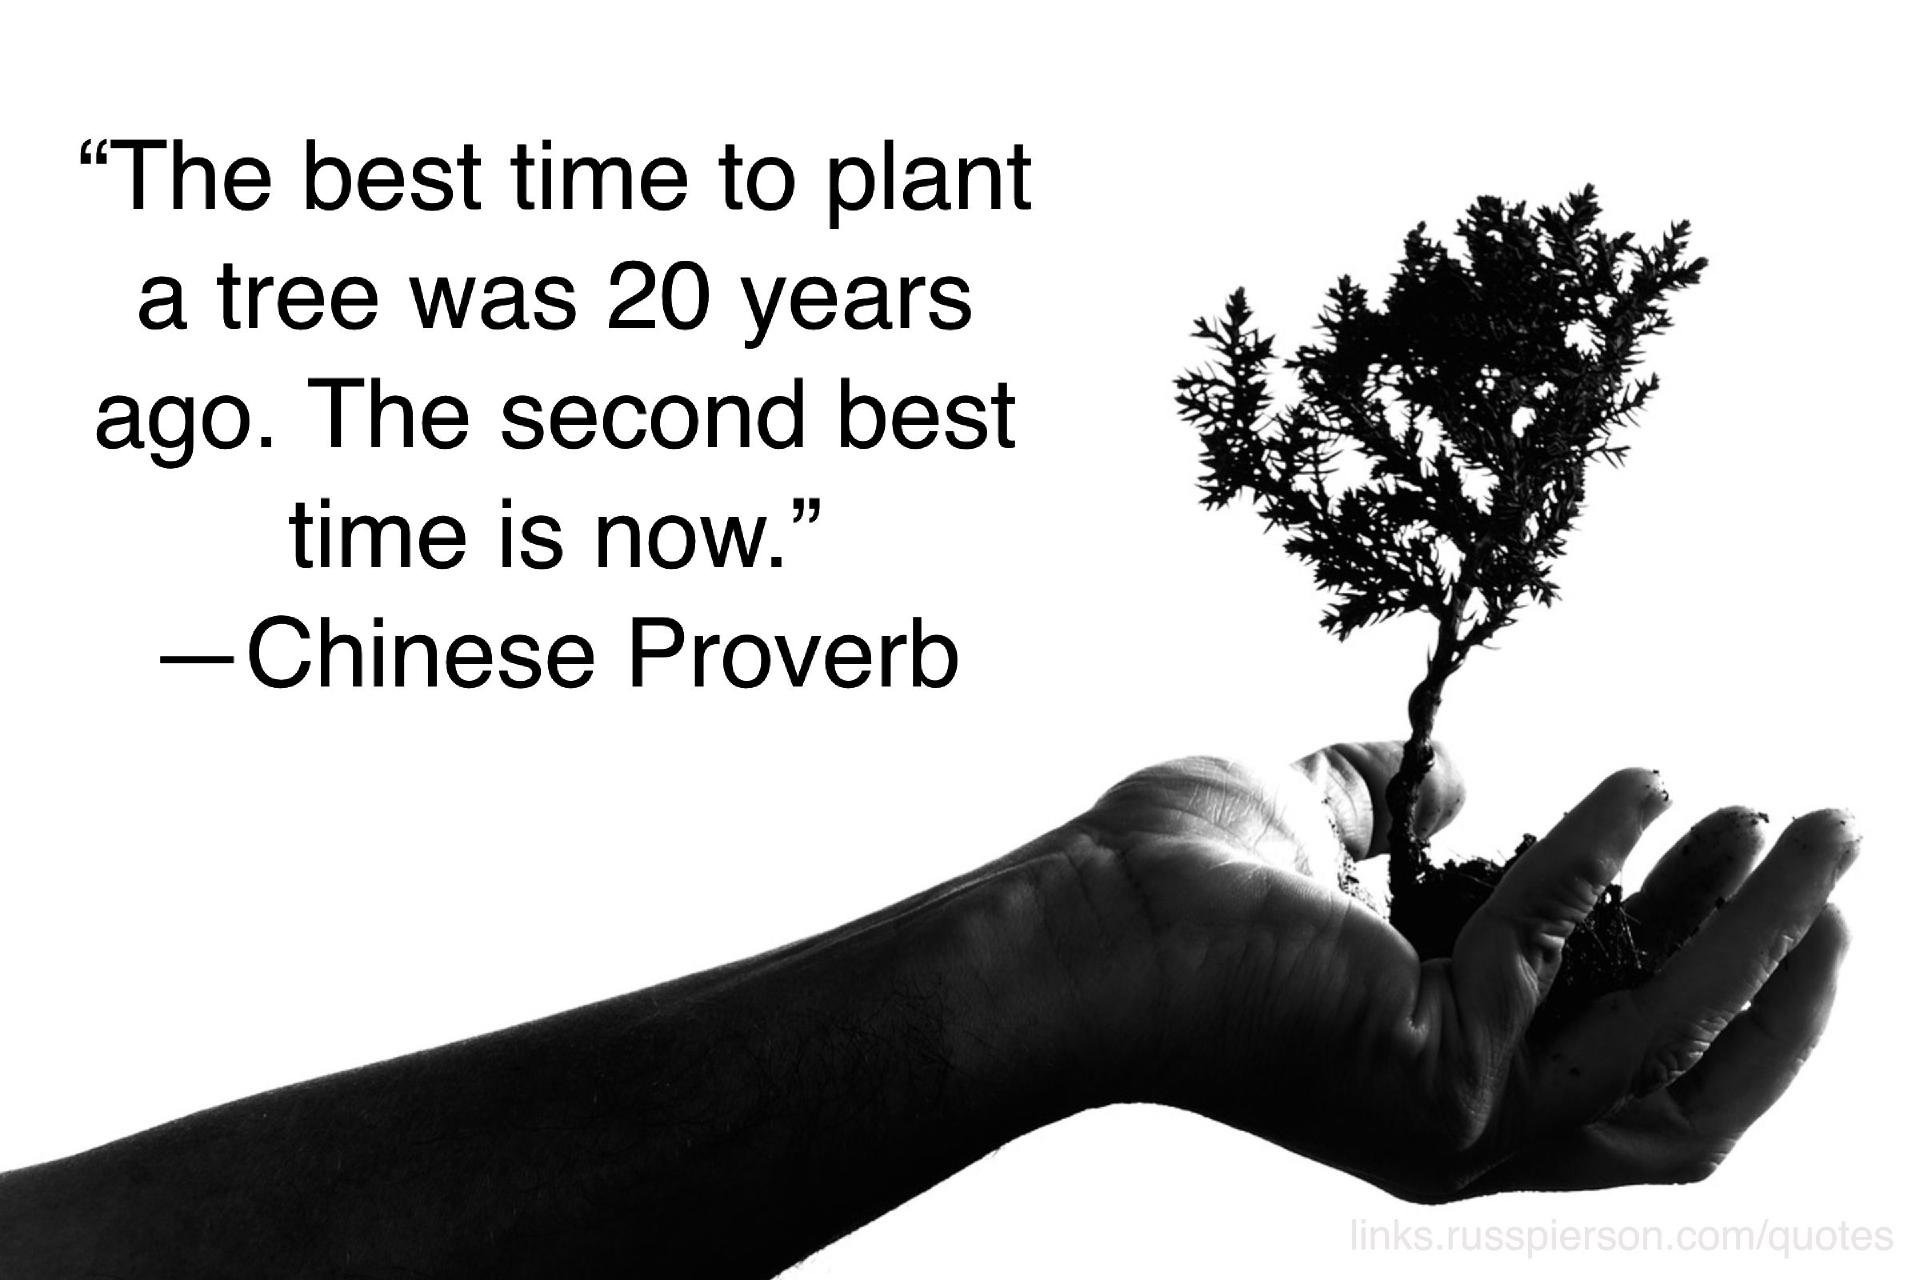 “The best time to plant
a tree was 20 years
ago. The second best
time is now.”
—Chinese Proverb
links.russpierson.com/quotes